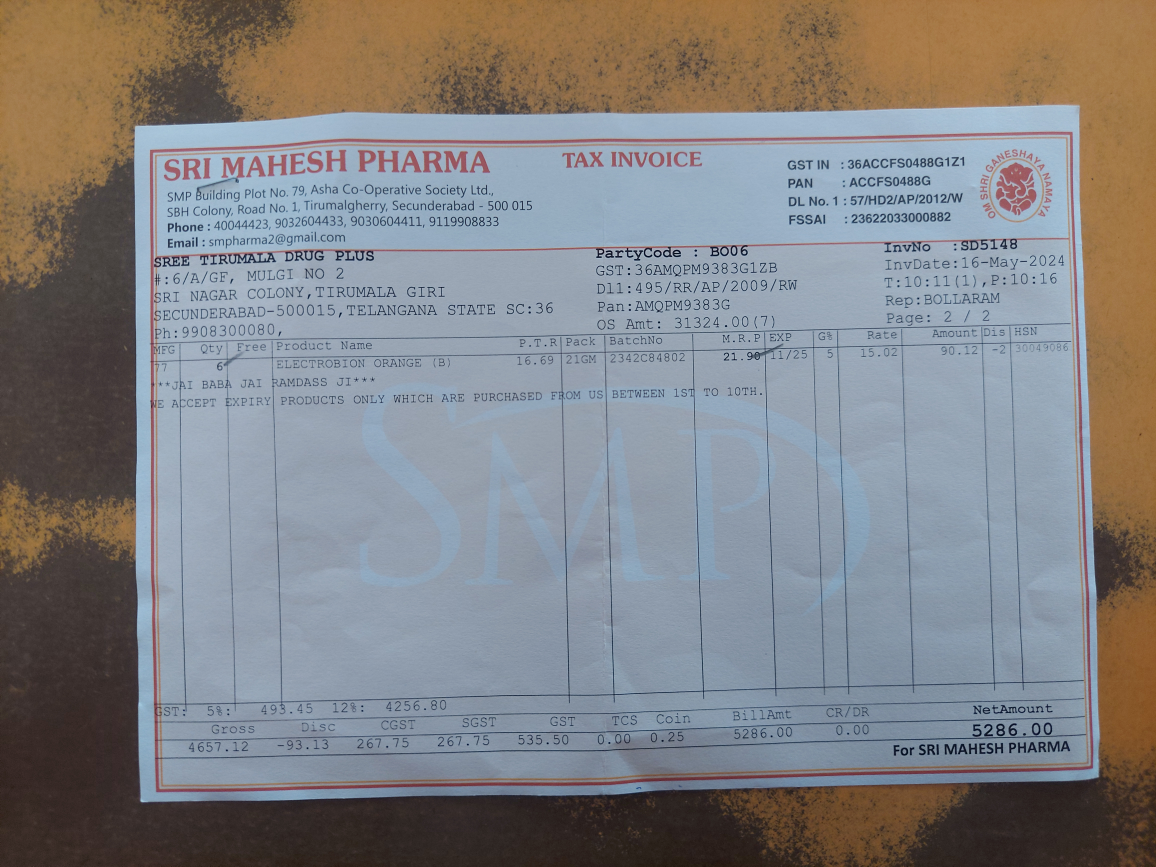 SRI MAHESH PHARMA
TAX INVOICE
SMP Building Plot No. 79, Asha Co-Operative Society Ltd.,
SBH Colony, Road No. 1, Tirumalgherry, Secunderabad - 500 015
Phone : 40044423, 9032604433, 9030604411, 9119908833
Email : smpharma2@gmail.com
GST IN : 36ACCFS0488G1Z1
PAN : ACCFS0488G
DL No. 1 : 57/HD2/AP/2012/W
FSSAI : 23622033000882
OM SHRI GANESHAYA NAMAYA
SREE TIRUMALA DRUG PLUS
#:6/A/GF, MULGI NO 2
SRI NAGAR COLONY,TIRUMALA GIRI
SECUNDERABAD-500015,TELANGANA STATE SC:36
Ph:9908300080,
PartyCode : BO06
GST:36AMQPM9383G1ZB
Dl1:495/RR/AP/2009/RW
Pan:AMQPM9383G
OS Amt: 31324.00(7)
InvNo :SD5148
InvDate:16-May-2024
T:10:11(1),P:10:16
Rep:BOLLARAM
Page: 2 / 2
MFG Qty Free Product Name P.T.R Pack BatchNo M.R.P EXP G% Rate Amount Dis HSN
77 6 ELECTROBION ORANGE (B) 16.69 21GM 2342C84802 21.90 11/25 5 15.02 90.12 -2 30049086
***JAI BABA JAI RAMDASS JI***
WE ACCEPT EXPIRY PRODUCTS ONLY WHICH ARE PURCHASED FROM US BETWEEN 1ST TO 10TH.
SMP
GST: 5%: 493.45 12%: 4256.80
Gross Disc CGST SGST GST TCS Coin BillAmt CR/DR NetAmount
4657.12 -93.13 267.75 267.75 535.50 0.00 0.25 5286.00 0.00 5286.00
For SRI MAHESH PHARMA